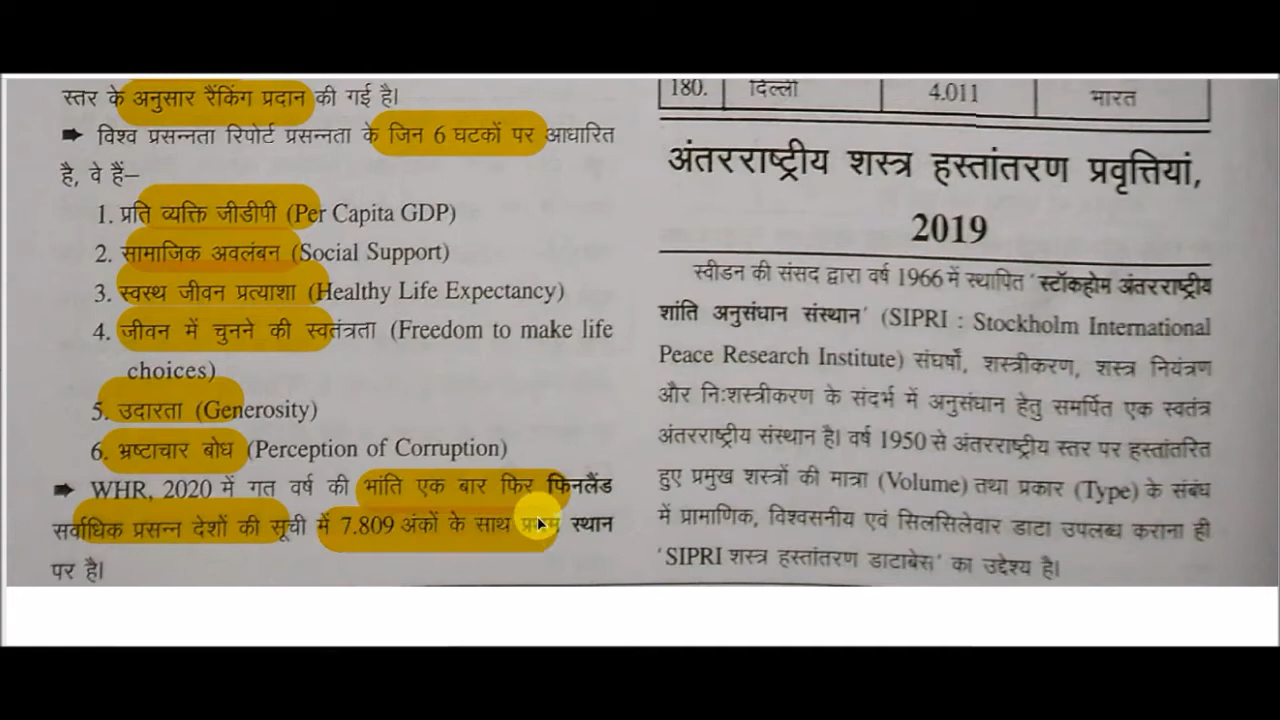 स्तर के अनुसार रैंकिंग प्रदान की गई है।
➡ विश्व प्रसन्नता रिपोर्ट प्रसन्नता के जिन 6 घटकों पर आधारित
है, वे हैं–
1. प्रति व्यक्ति जीडीपी (Per Capita GDP)
2. सामाजिक अवलंबन (Social Support)
3. स्वस्थ जीवन प्रत्याशा (Healthy Life Expectancy)
4. जीवन में चुनने की स्वतंत्रता (Freedom to make life
choices)
5. उदारता (Generosity)
6. भ्रष्टाचार बोध (Perception of Corruption)
➡ WHR, 2020 में गत वर्ष की भांति एक बार फिर फिनलैंड
सर्वाधिक प्रसन्न देशों की सूची में 7.809 अंकों के साथ प्रथम स्थान
पर है।
180. दिल्ली 4.011 भारत
अंतरराष्ट्रीय शस्त्र हस्तांतरण प्रवृत्तियां,
2019
स्वीडन की संसद द्वारा वर्ष 1966 में स्थापित 'स्टॉकहोम अंतरराष्ट्रीय
शांति अनुसंधान संस्थान' (SIPRI : Stockholm International
Peace Research Institute) संघर्षों, शस्त्रीकरण, शस्त्र नियंत्रण
और निःशस्त्रीकरण के संदर्भ में अनुसंधान हेतु समर्पित एक स्वतंत्र
अंतरराष्ट्रीय संस्थान है। वर्ष 1950 से अंतरराष्ट्रीय स्तर पर हस्तांतरित
हुए प्रमुख शस्त्रों की मात्रा (Volume) तथा प्रकार (Type) के संबंध
में प्रामाणिक, विश्वसनीय एवं सिलसिलेवार डाटा उपलब्ध कराना ही
'SIPRI शस्त्र हस्तांतरण डाटाबेस' का उद्देश्य है।